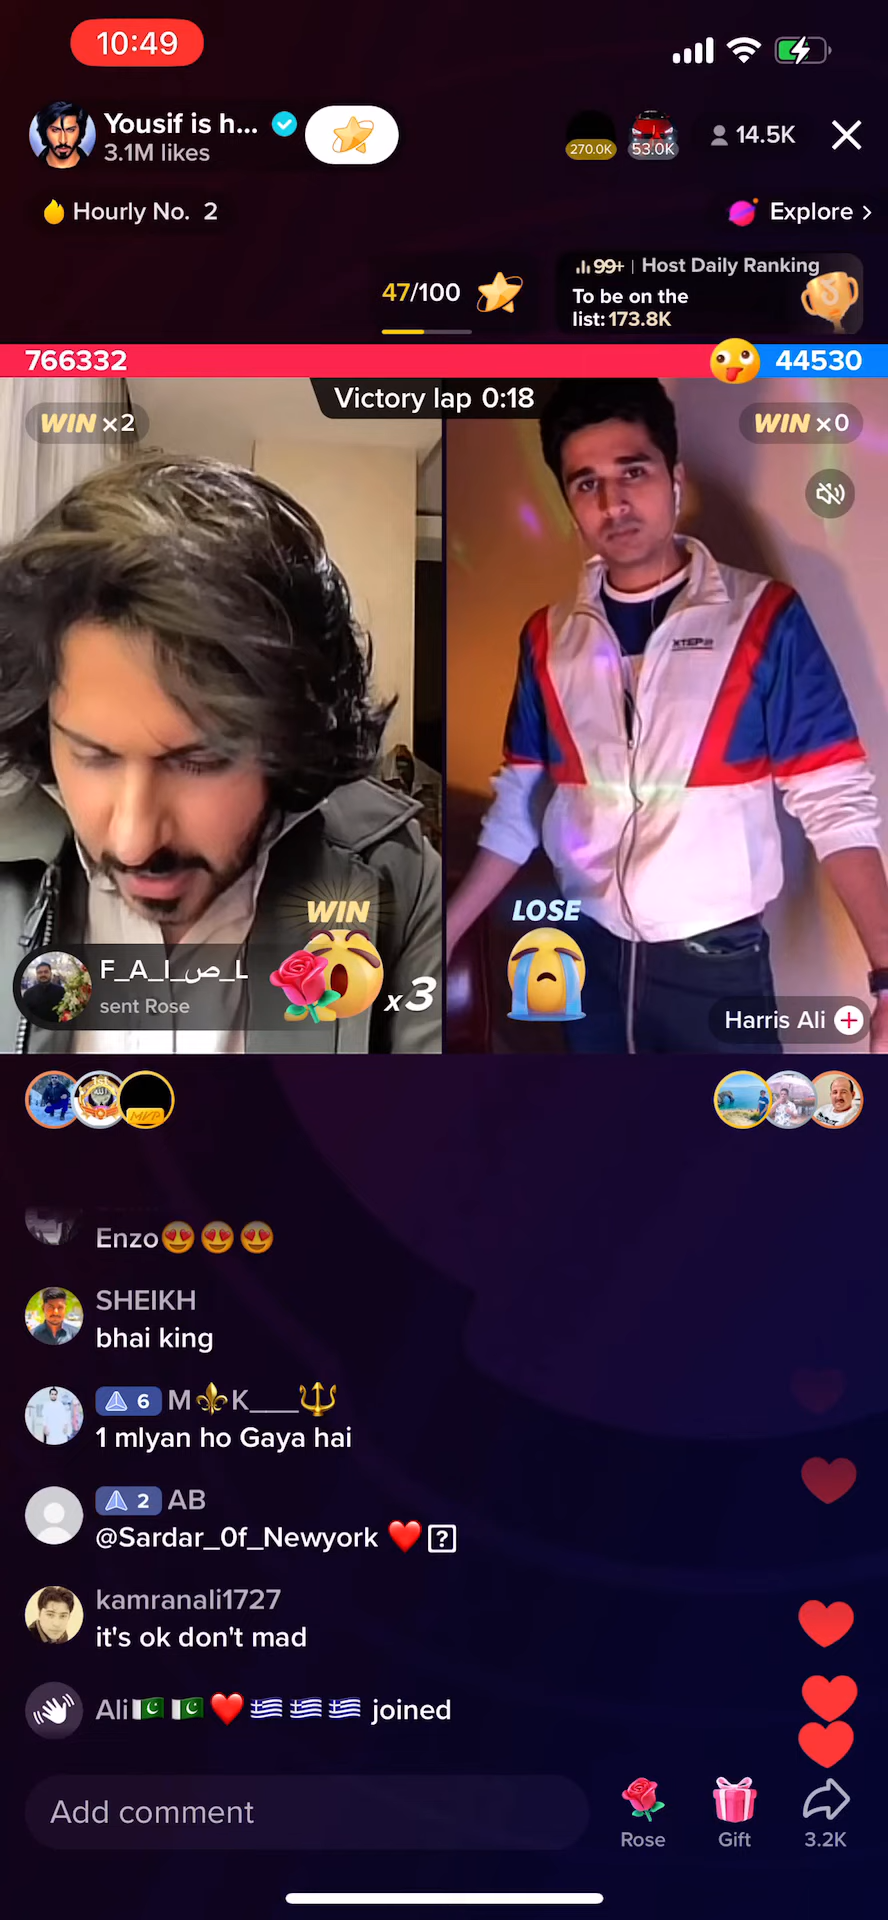 10:49
Yousif is h...
3.1M likes
270.0K
53.0K
14.5K
Hourly No. 2
Explore >
47/100
99+ | Host Daily Ranking
To be on the
list: 173.8K
766332
44530
Victory lap 0:18
WIN x2
WIN x0
XTEP
WIN
LOSE
F_A_I_ص_L
sent Rose
x3
Harris Ali
MVP
Enzo😍😍😍
SHEIKH
bhai king
6 M⚜️K___🔱
1 mlyan ho Gaya hai
2 AB
@Sardar_0f_Newyork ❤️
kamranali1727
it's ok don't mad
Ali🇵🇰🇵🇰❤️🇬🇷🇬🇷🇬🇷 joined
Add comment
Rose
Gift
3.2K